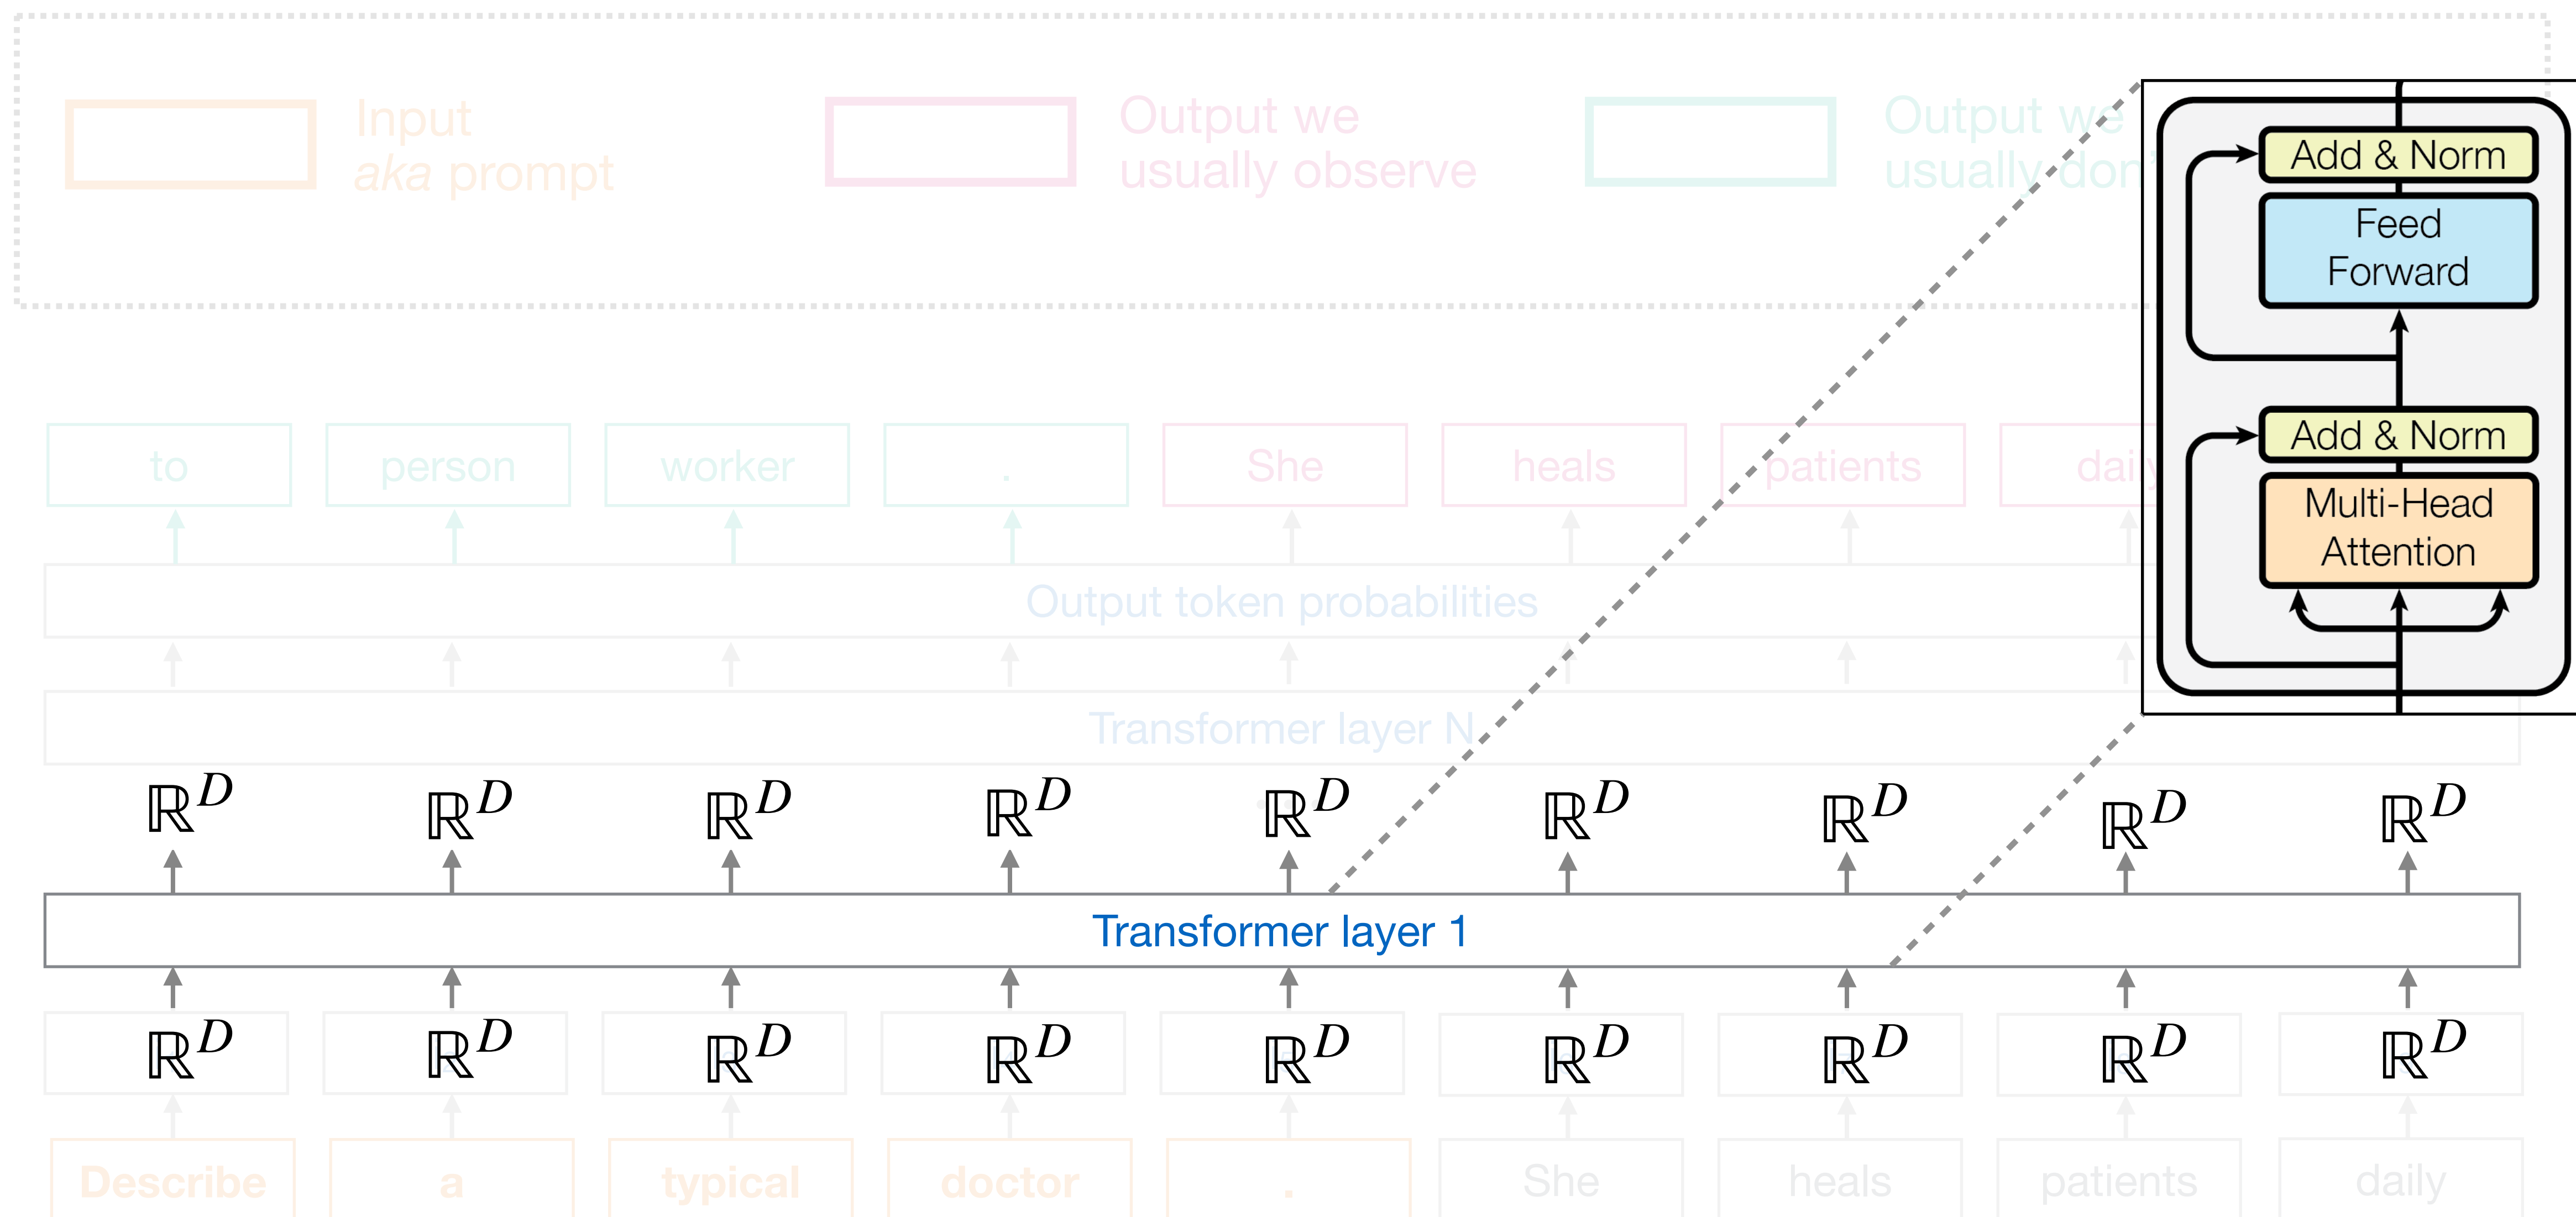 Input
aka prompt
Output we
usually observe
Output we
usually don'
Add & Norm
Feed
Forward
Add & Norm
Multi-Head
Attention
to person worker . She heals patients daily
Output token probabilities
Transformer layer N
ℝ^D ℝ^D ℝ^D ℝ^D ℝ^D ℝ^D ℝ^D ℝ^D ℝ^D
Transformer layer 1
ℝ^D ℝ^D ℝ^D ℝ^D ℝ^D ℝ^D ℝ^D ℝ^D ℝ^D
Describe a typical doctor . She heals patients daily